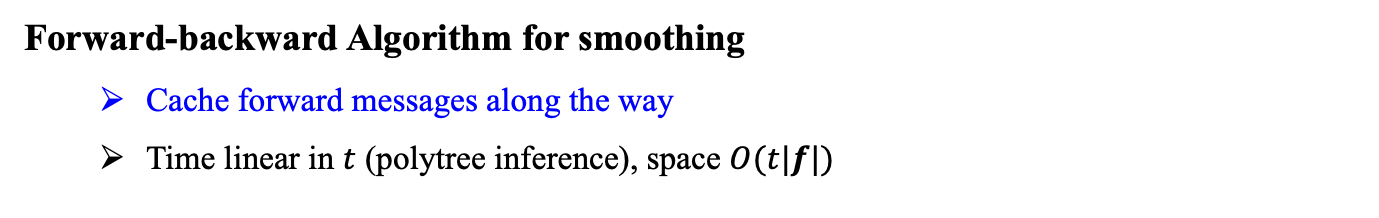 Forward-backward Algorithm for smoothing
➢ Cache forward messages along the way
➢ Time linear in t (polytree inference), space O(t|f|)